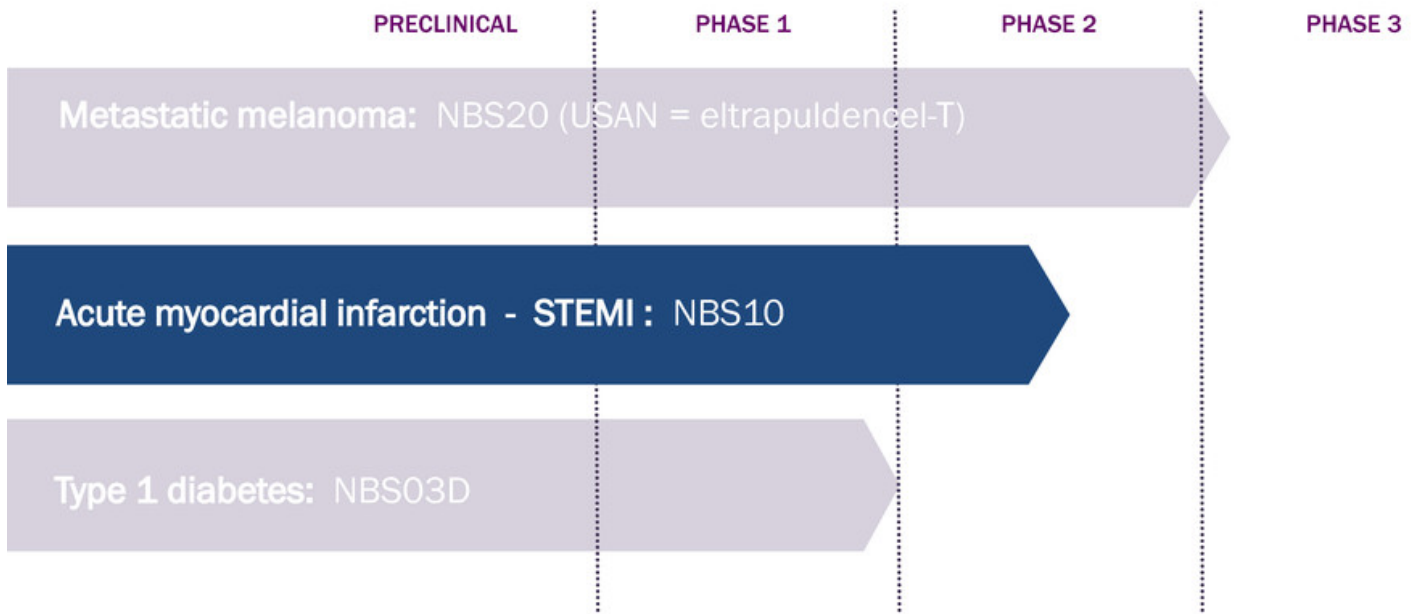 PRECLINICAL PHASE 1 PHASE 2 PHASE 3
Metastatic melanoma: NBS20 (USAN = eltrapuldencel-T)
Acute myocardial infarction - STEMI : NBS10
Type 1 diabetes: NBS03D